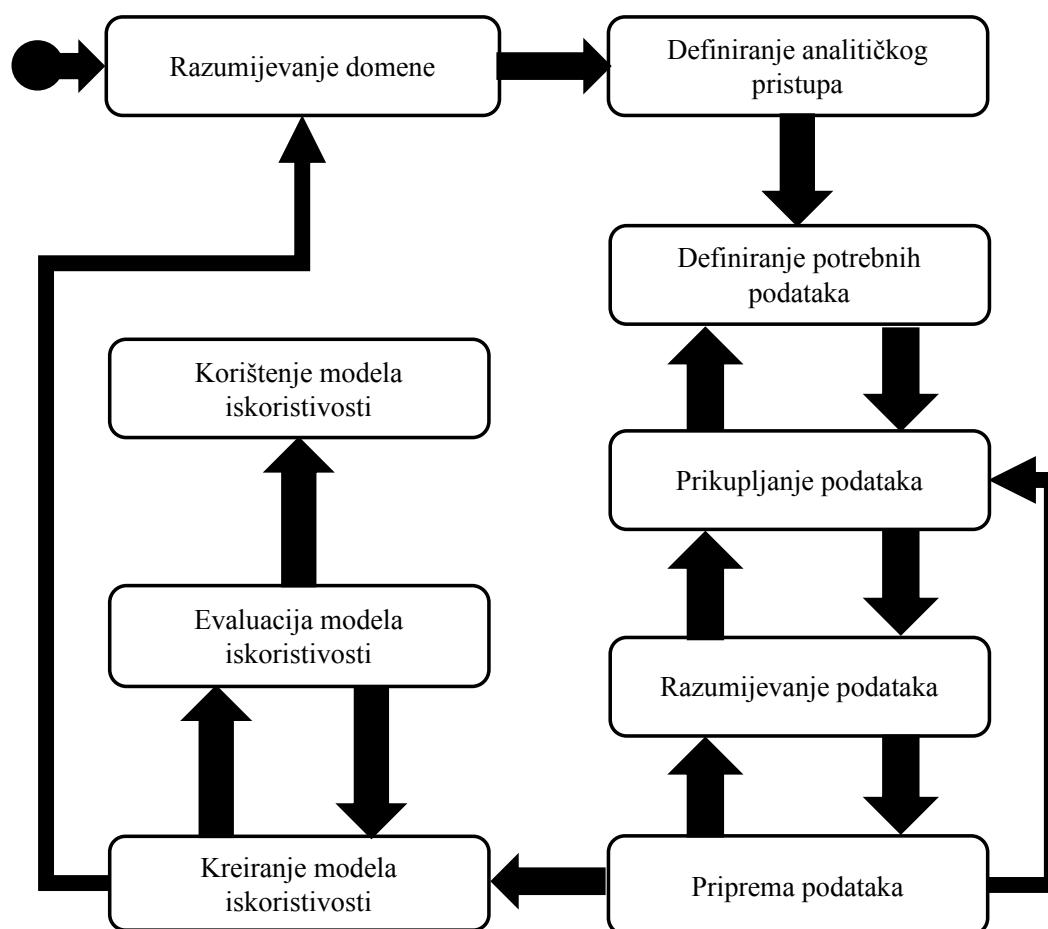 Razumijevanje domene
Definiranje analitičkog
pristupa
Definiranje potrebnih
podataka
Korištenje modela
iskoristivosti
Prikupljanje podataka
Evaluacija modela
iskoristivosti
Razumijevanje podataka
Kreiranje modela
iskoristivosti
Priprema podataka